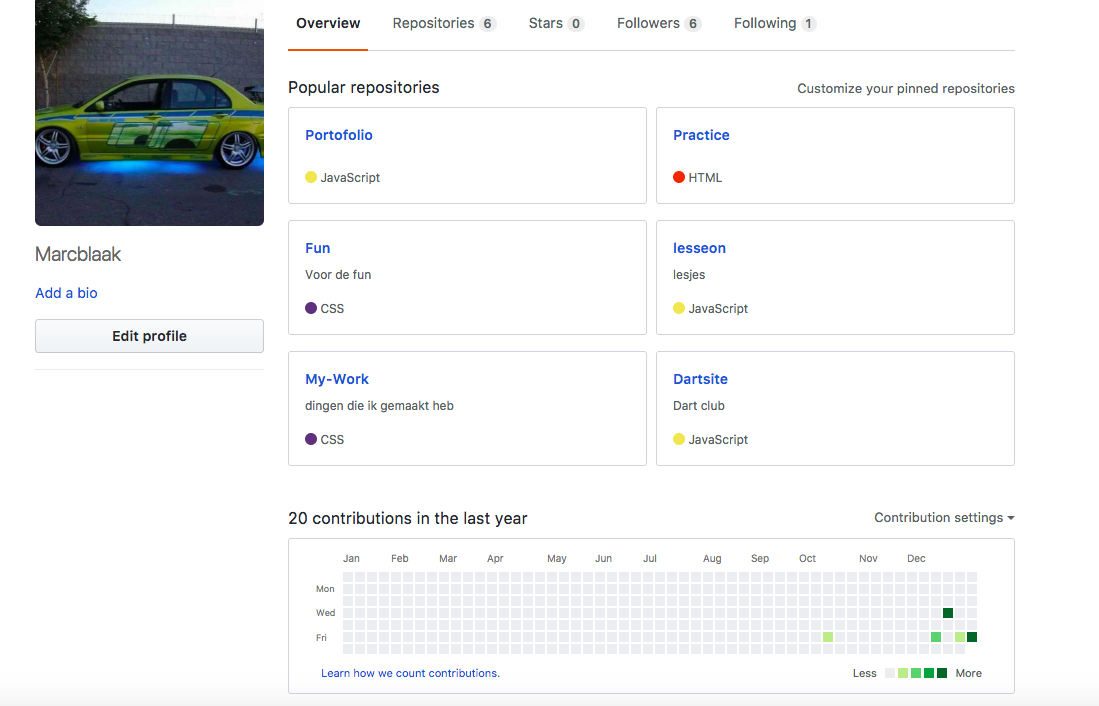 Overview Repositories 6 Stars 0 Followers 6 Following 1
Popular repositories
Customize your pinned repositories
Portofolio
JavaScript
Practice
HTML
Marcblaak
Add a bio
Edit profile
Fun
Voor de fun
CSS
lesseon
lesjes
JavaScript
My-Work
dingen die ik gemaakt heb
CSS
Dartsite
Dart club
JavaScript
20 contributions in the last year
Contribution settings
Jan Feb Mar Apr May Jun Jul Aug Sep Oct Nov Dec
Mon
Wed
Fri
Learn how we count contributions.
Less More